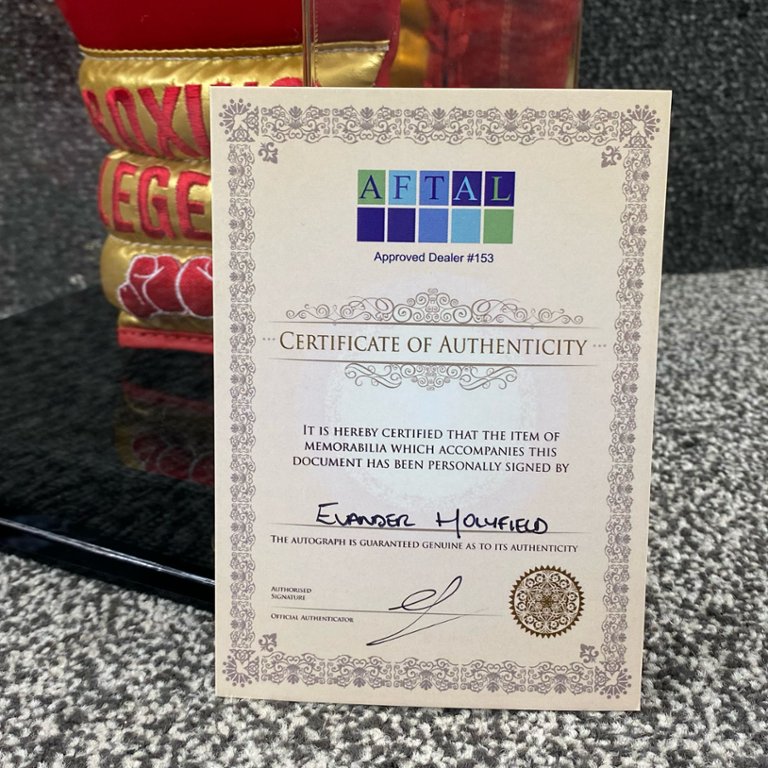 BOXING
LEGE
AFTAL
Approved Dealer #153
CERTIFICATE OF AUTHENTICITY
IT IS HEREBY CERTIFIED THAT THE ITEM OF
MEMORABILIA WHICH ACCOMPANIES THIS
DOCUMENT HAS BEEN PERSONALLY SIGNED BY
EVANDER HOLYFIELD
THE AUTOGRAPH IS GUARANTEED GENUINE AS TO ITS AUTHENTICITY
AUTHORISED
SIGNATURE
OFFICIAL AUTHENTICATOR